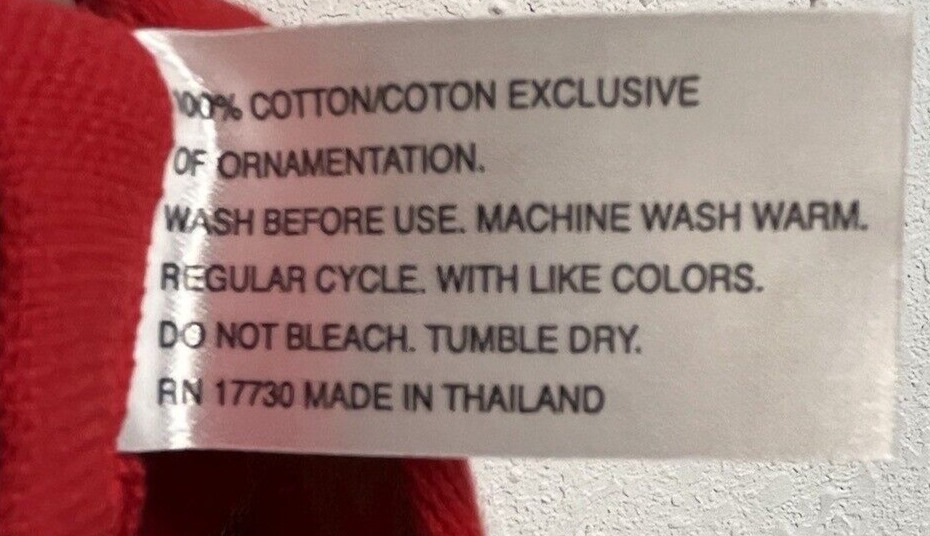 100% COTTON/COTON EXCLUSIVE
OF ORNAMENTATION.
WASH BEFORE USE. MACHINE WASH WARM.
REGULAR CYCLE. WITH LIKE COLORS.
DO NOT BLEACH. TUMBLE DRY.
RN 17730 MADE IN THAILAND